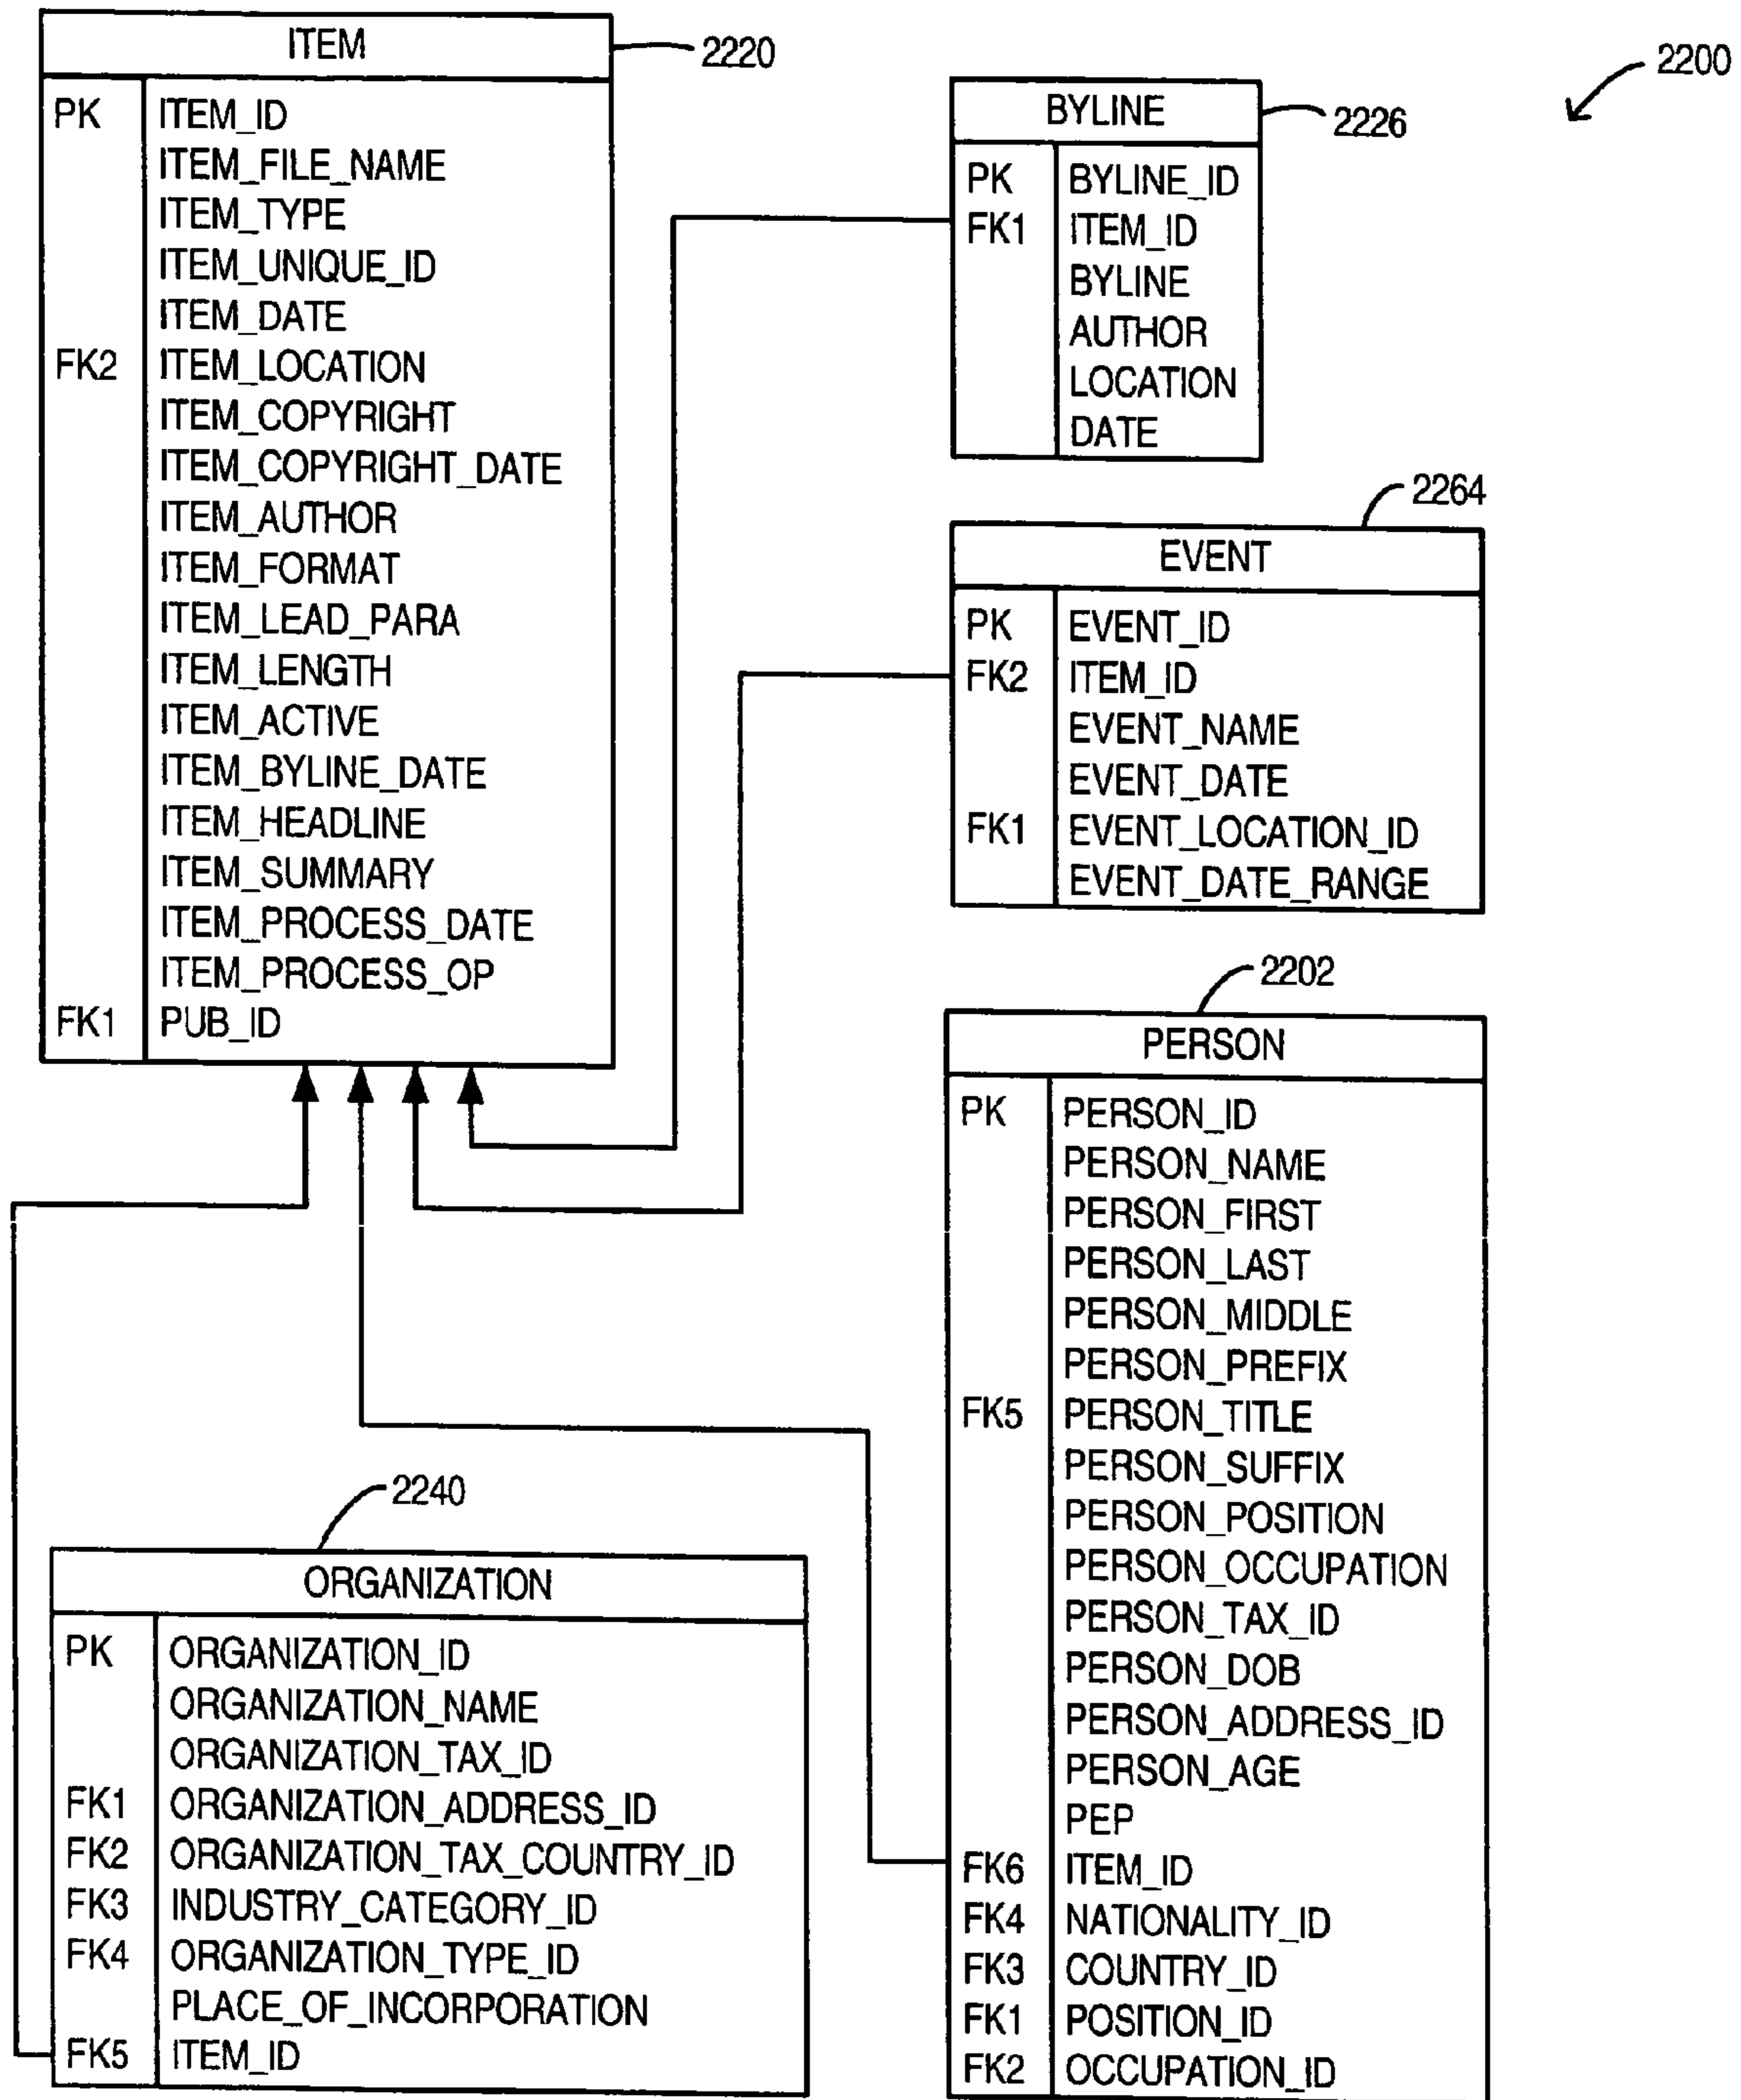 ITEM
2220
PK ITEM_ID
ITEM_FILE_NAME
ITEM_TYPE
ITEM_UNIQUE_ID
ITEM_DATE
FK2 ITEM_LOCATION
ITEM_COPYRIGHT
ITEM_COPYRIGHT_DATE
ITEM_AUTHOR
ITEM_FORMAT
ITEM_LEAD_PARA
ITEM_LENGTH
ITEM_ACTIVE
ITEM_BYLINE_DATE
ITEM_HEADLINE
ITEM_SUMMARY
ITEM_PROCESS_DATE
ITEM_PROCESS_OP
FK1 PUB_ID
2200
BYLINE
2226
PK BYLINE_ID
FK1 ITEM_ID
BYLINE
AUTHOR
LOCATION
DATE
2264
EVENT
PK EVENT_ID
FK2 ITEM_ID
EVENT_NAME
EVENT_DATE
FK1 EVENT_LOCATION_ID
EVENT_DATE_RANGE
2202
PERSON
PK PERSON_ID
PERSON_NAME
PERSON_FIRST
PERSON_LAST
PERSON_MIDDLE
PERSON_PREFIX
FK5 PERSON_TITLE
PERSON_SUFFIX
PERSON_POSITION
PERSON_OCCUPATION
PERSON_TAX_ID
PERSON_DOB
PERSON_ADDRESS_ID
PERSON_AGE
PEP
FK6 ITEM_ID
FK4 NATIONALITY_ID
FK3 COUNTRY_ID
FK1 POSITION_ID
FK2 OCCUPATION_ID
2240
ORGANIZATION
PK ORGANIZATION_ID
ORGANIZATION_NAME
ORGANIZATION_TAX_ID
FK1 ORGANIZATION_ADDRESS_ID
FK2 ORGANIZATION_TAX_COUNTRY_ID
FK3 INDUSTRY_CATEGORY_ID
FK4 ORGANIZATION_TYPE_ID
PLACE_OF_INCORPORATION
FK5 ITEM_ID